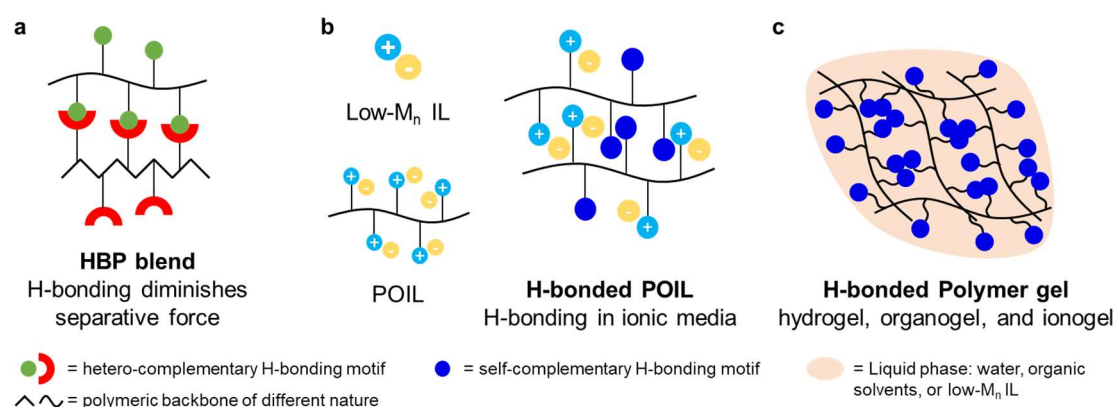 a
HBP blend
H-bonding diminishes
separative force
b
+
-
Low-Mn IL
POIL
H-bonded POIL
H-bonding in ionic media
c
H-bonded Polymer gel
hydrogel, organogel, and ionogel
= hetero-complementary H-bonding motif
= polymeric backbone of different nature
= self-complementary H-bonding motif
= Liquid phase: water, organic
solvents, or low-Mn IL